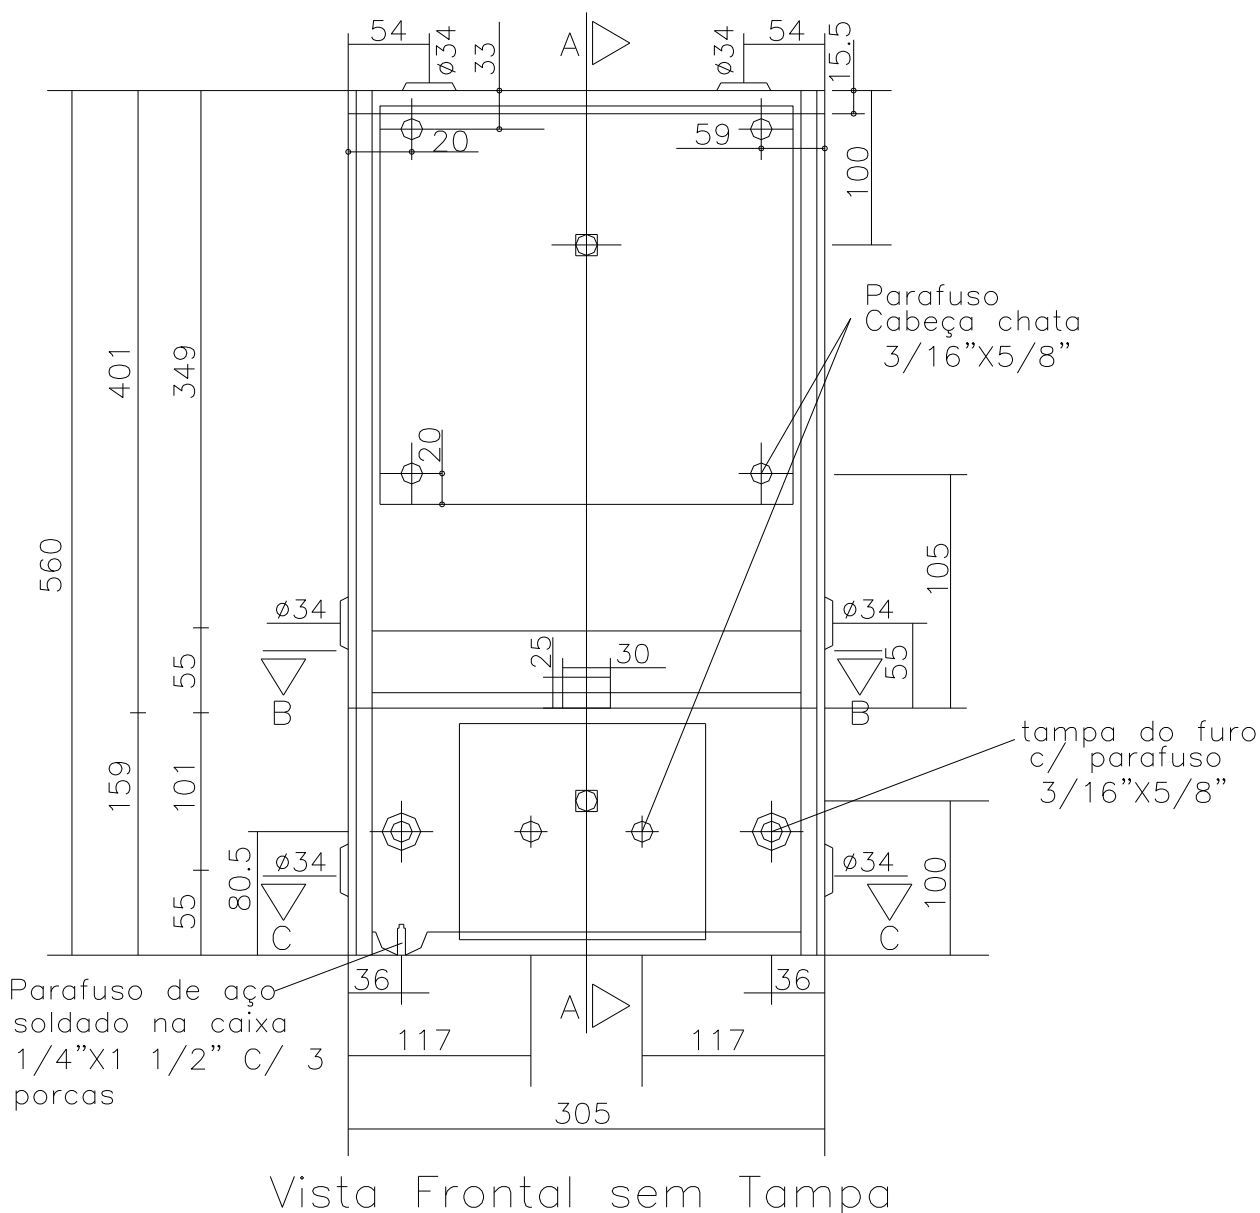 54
ø34
33
A
ø34
54
15.5
20
59
100
Parafuso
Cabeça chata
3/16"X5/8"
401
349
20
560
105
ø34
ø34
25
30
55
55
B
B
tampa do furo
c/ parafuso
3/16"X5/8"
159
101
80.5
ø34
ø34
100
55
C
C
Parafuso de aço
soldado na caixa
1/4"X1 1/2" C/ 3
porcas
36
A
36
117
117
305
Vista Frontal sem Tampa